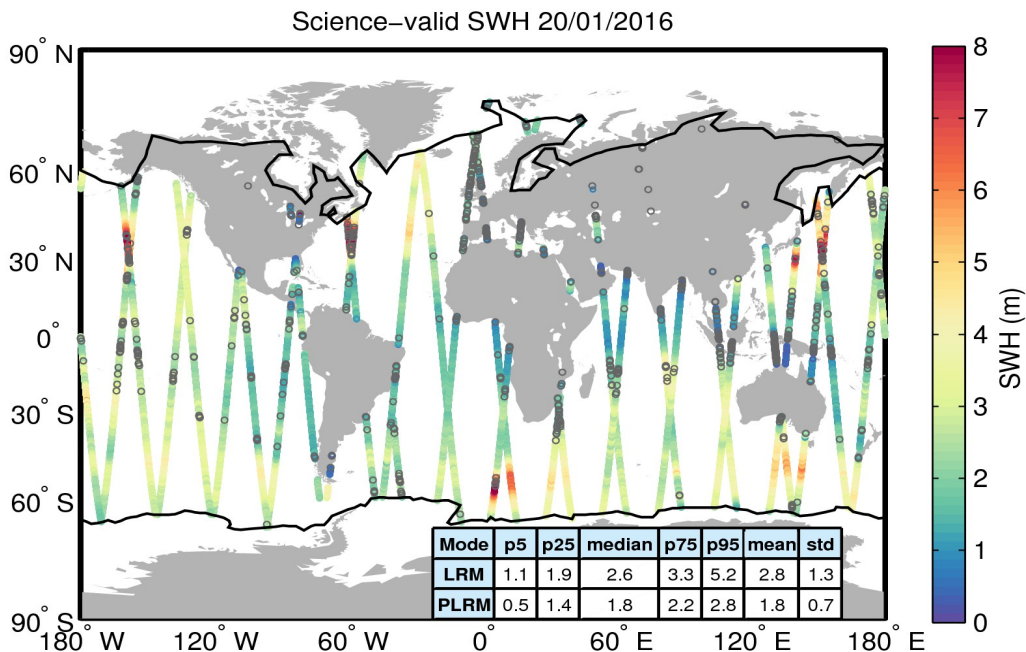 Science−valid SWH 20/01/2016
90° N
60° N
30° N
0°
30° S
60° S
90° S
180° W
120° W
60° W
0°
60° E
120° E
180° E
Mode p5 p25 median p75 p95 mean std
LRM 1.1 1.9 2.6 3.3 5.2 2.8 1.3
PLRM 0.5 1.4 1.8 2.2 2.8 1.8 0.7
8
7
6
5
4
3
2
1
0
SWH (m)